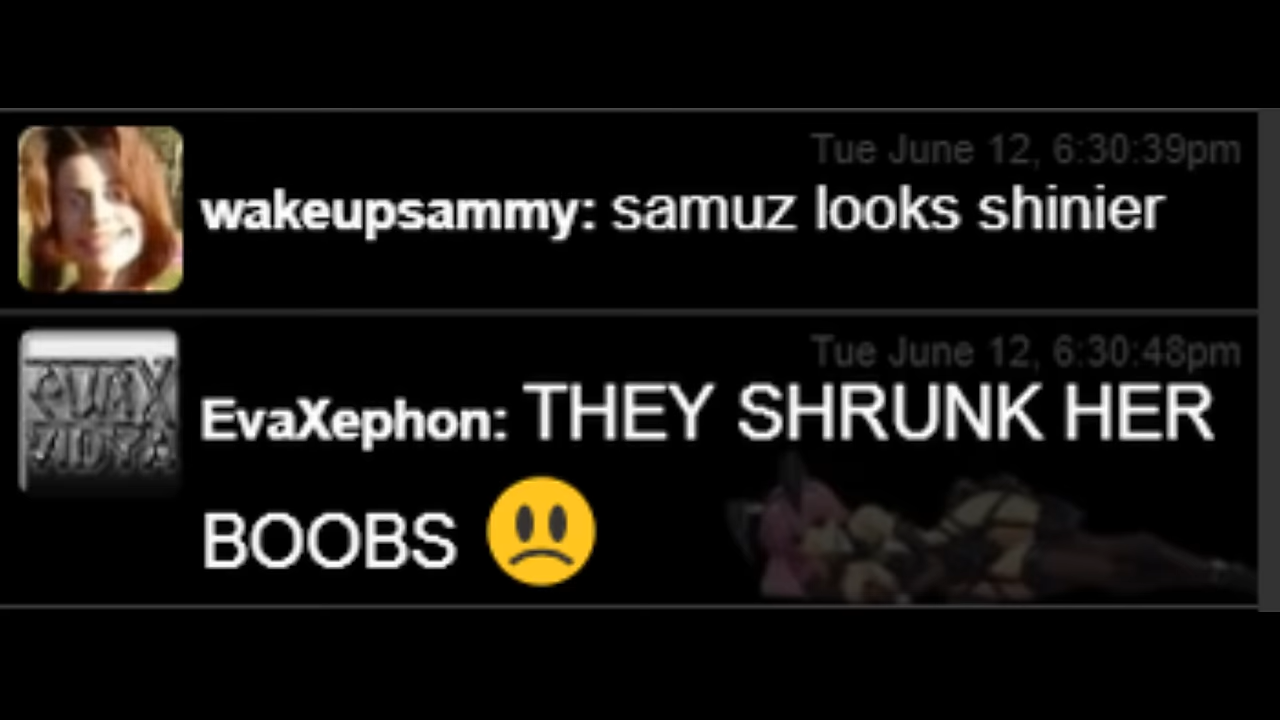 Tue June 12, 6:30:39pm
wakeupsammy: samuz looks shinier
Tue June 12, 6:30:48pm
EvaXephon: THEY SHRUNK HER
BOOBS